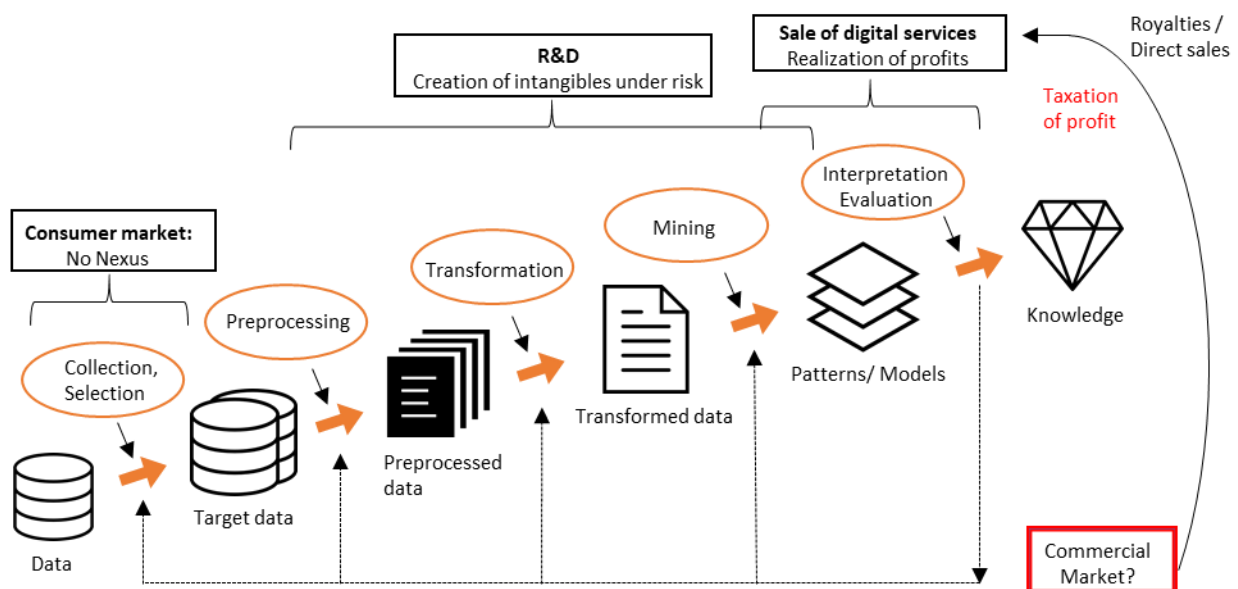 R&D
Creation of intangibles under risk
Sale of digital services
Realization of profits
Royalties /
Direct sales
Taxation
of profit
Consumer market:
No Nexus
Collection,
Selection
Preprocessing
Transformation
Mining
Interpretation
Evaluation
Data
Target data
Preprocessed
data
Transformed data
Patterns/ Models
Knowledge
Commercial
Market?